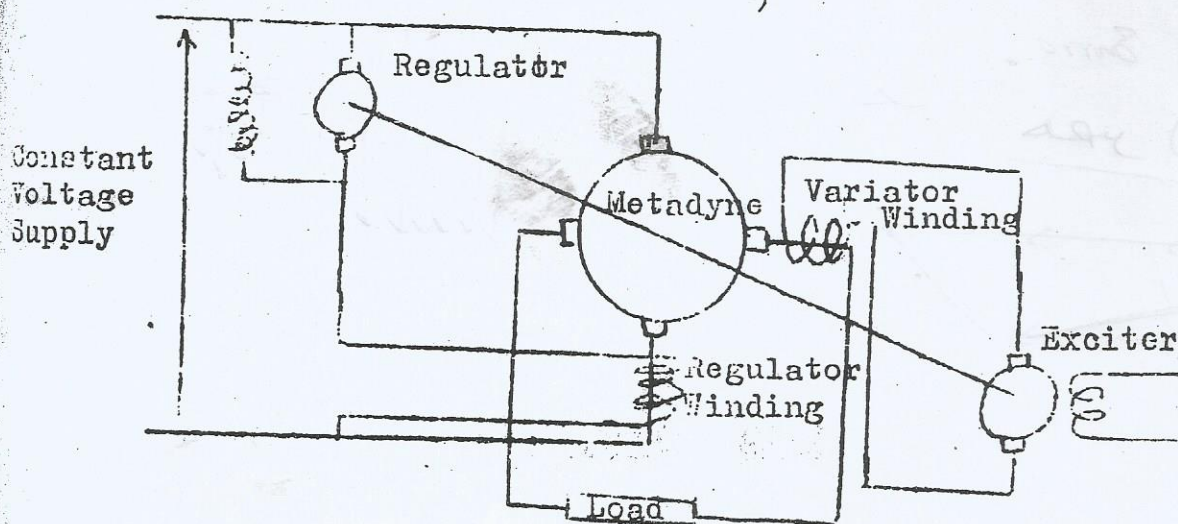 Regulator
Constant
Voltage
Supply
Metadyne
Variator
Winding
Exciter
Regulator
Winding
Load